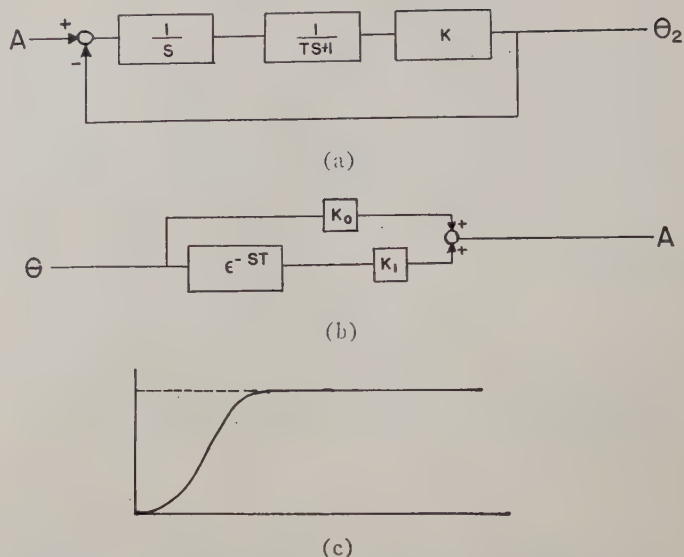 A + 1/S 1/TS+1 K Θ₂
-
(a)
K₀ +
Θ ϵ^-ST K₁ + A
(b)
(c)